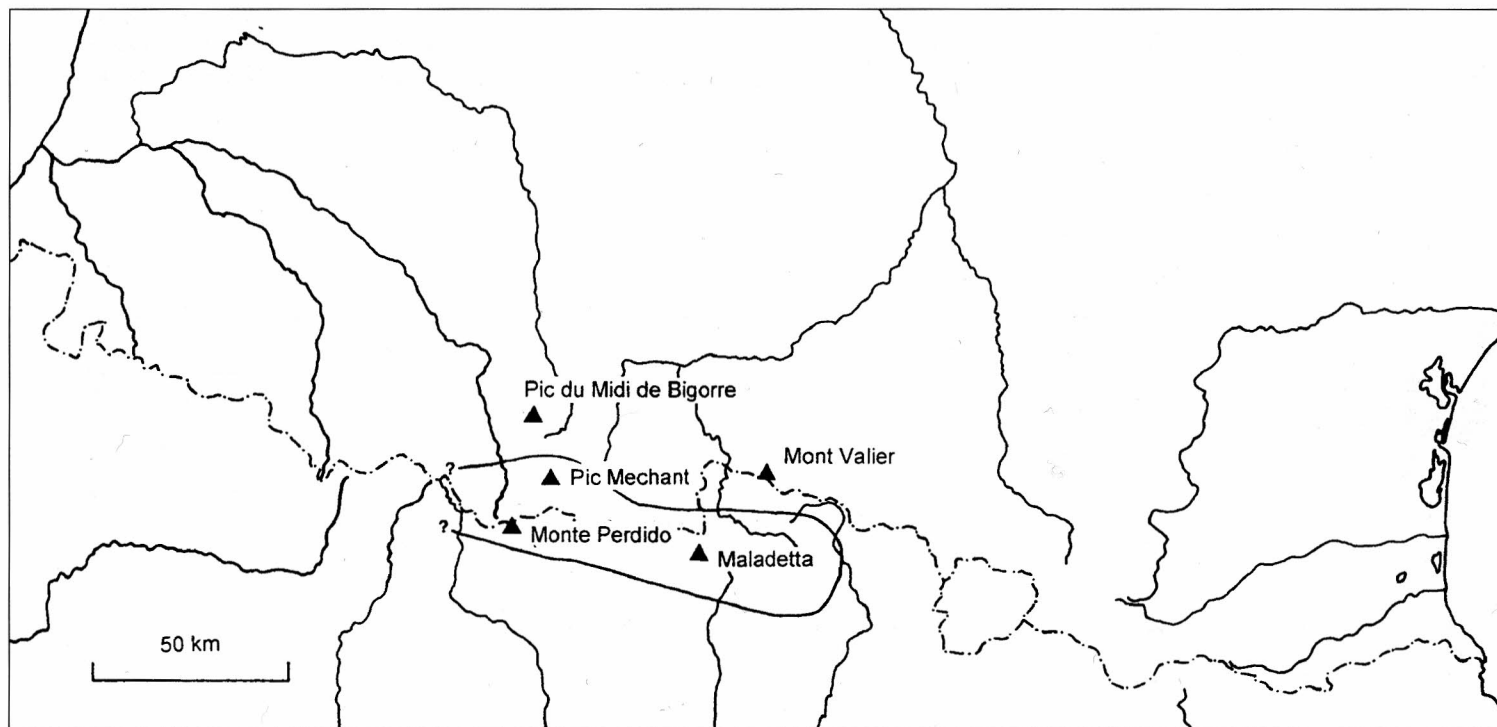 Pic du Midi de Bigorre
Mont Valier
?
Pic Mechant
?
Monte Perdido
Maladetta
50 km